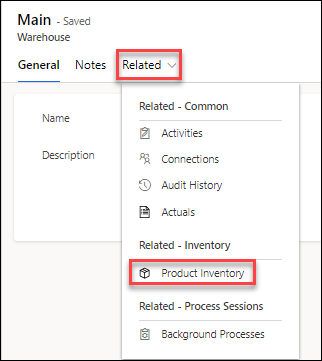 Main - Saved
Warehouse
General Notes Related
Name
Description
Related - Common
Activities
Connections
Audit History
Actuals
Related - Inventory
Product Inventory
Related - Process Sessions
Background Processes